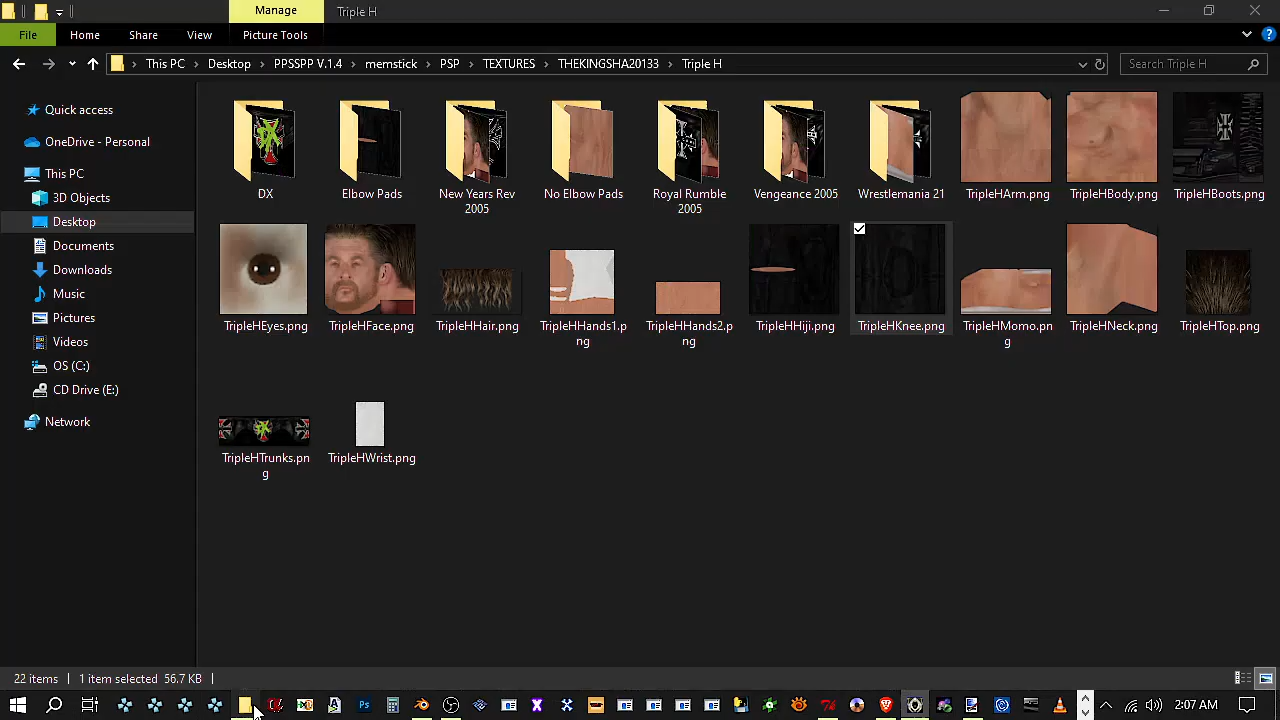 Manage
Triple H
File
Home
Share
View
Picture Tools
This PC
Desktop
PPSSPP V.1.4
memstick
PSP
TEXTURES
THEKINGSHA20133
Triple H
Search Triple H
Quick access
OneDrive - Personal
This PC
3D Objects
Desktop
Documents
Downloads
Music
Pictures
Videos
OS (C:)
CD Drive (E:)
Network
DX
Elbow Pads
New Years Rev
2005
No Elbow Pads
Royal Rumble
2005
Vengeance 2005
Wrestlemania 21
TripleHArm.png
TripleHBody.png
TripleHBoots.png
TripleHEyes.png
TripleHFace.png
TripleHHair.png
TripleHHands1.p
ng
TripleHHands2.p
ng
TripleHHiji.png
TripleHKnee.png
TripleHMomo.pn
g
TripleHNeck.png
TripleHTop.png
TripleHTrunks.pn
g
TripleHWrist.png
22 items
1 item selected 56.7 KB
2:07 AM